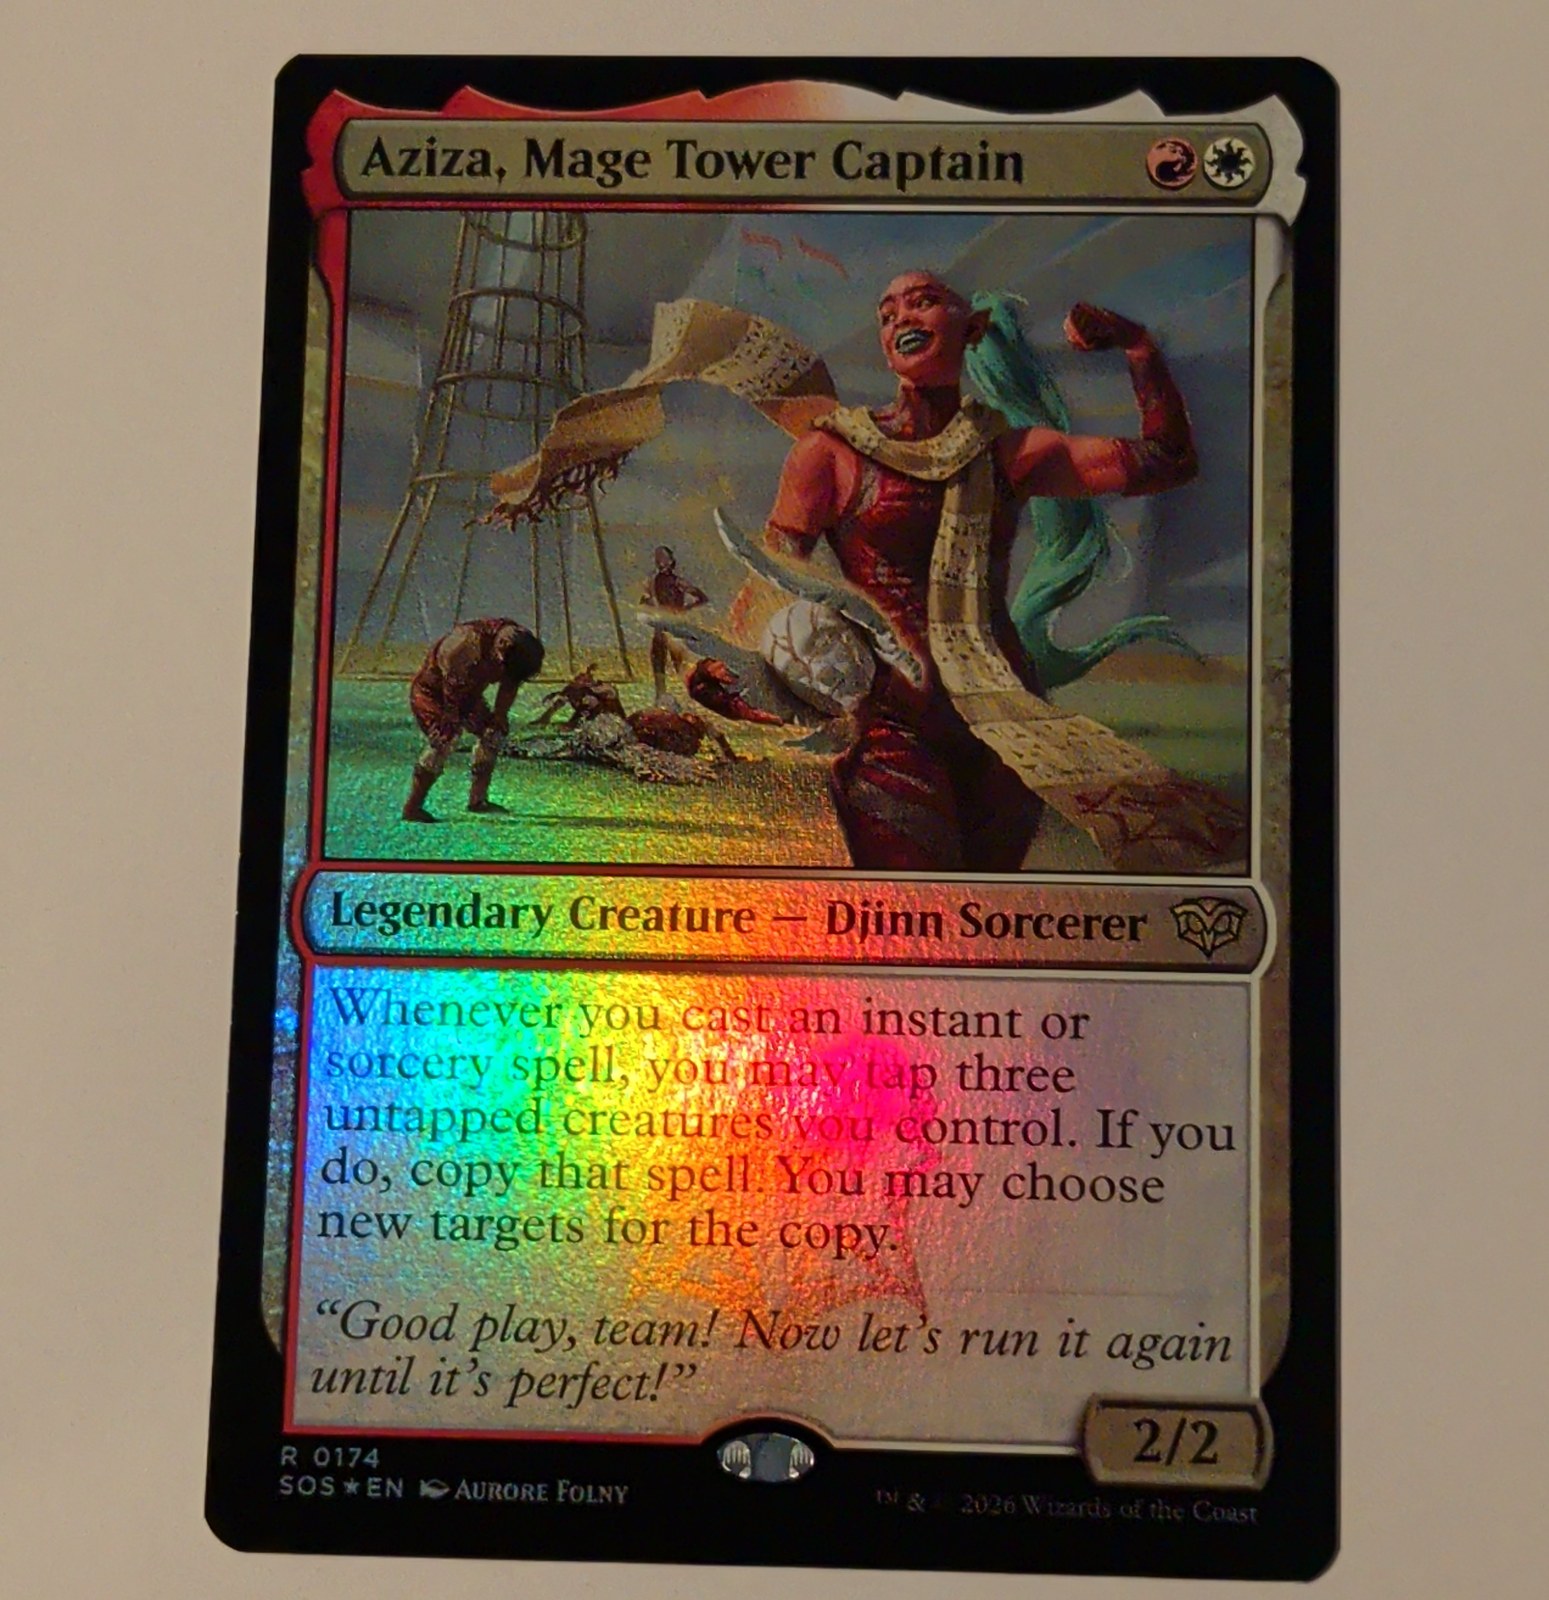 Aziza, Mage Tower Captain
Legendary Creature — Djinn Sorcerer
Whenever you cast an instant or
sorcery spell, you may tap three
untapped creatures you control. If you
do, copy that spell. You may choose
new targets for the copy.
“Good play, team! Now let’s run it again
until it’s perfect!”
2/2
R 0174
SOS ★ EN AURORE FOLNY
™ & © 2026 Wizards of the Coast